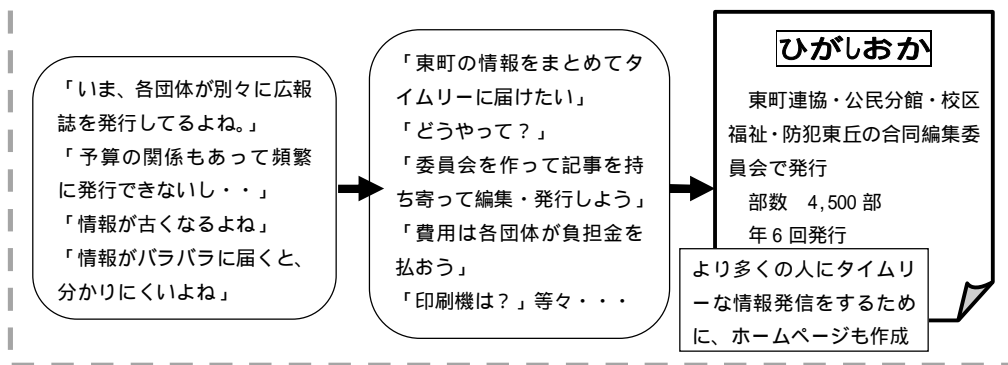 「いま、各団体が別々に広報
誌を発行してるよね。」
「予算の関係もあって頻繁
に発行できないし・・」
「情報が古くなるよね」
「情報がバラバラに届くと、
分かりにくいよね」
「東町の情報をまとめてタ
イムリーに届けたい」
「どうやって？」
「委員会を作って記事を持
ち寄って編集・発行しよう」
「費用は各団体が負担金を
払おう」
「印刷機は？」等々・・・
ひがしおか
東町連協・公民分館・校区
福祉・防犯東丘の合同編集委
員会で発行
部数　4,500 部
年 6 回発行
より多くの人にタイムリ
ーな情報発信をするため
に、ホームページも作成